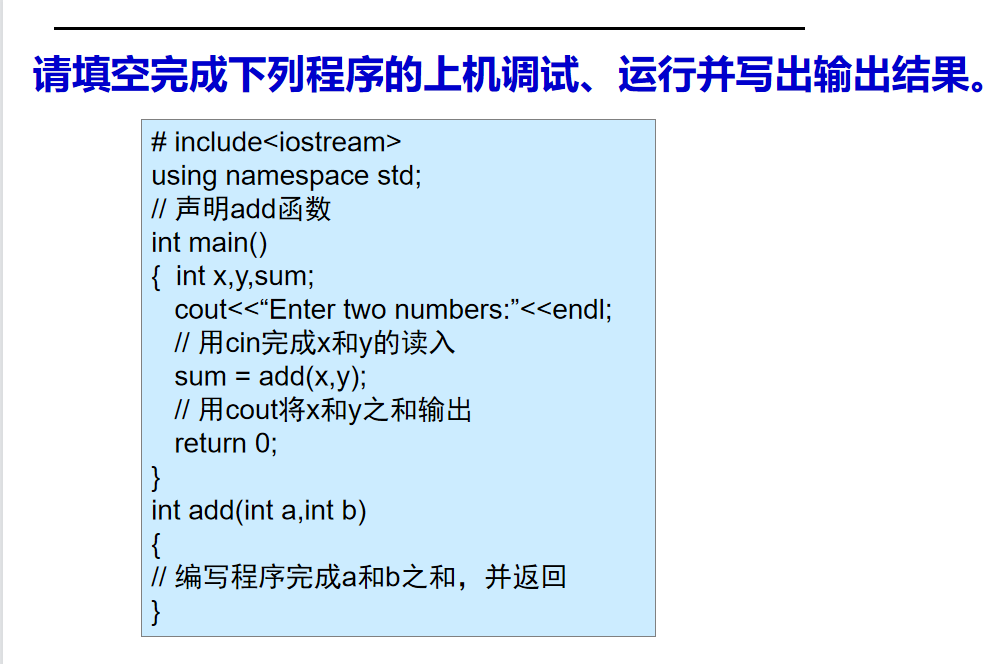 请填空完成下列程序的上机调试、运行并写出输出结果。
# include<iostream>
using namespace std;
// 声明add函数
int main()
{  int x,y,sum;
cout<<“Enter two numbers:”<<endl;
// 用cin完成x和y的读入
sum = add(x,y);
// 用cout将x和y之和输出
return 0;
}
int add(int a,int b)
{
// 编写程序完成a和b之和，并返回
}